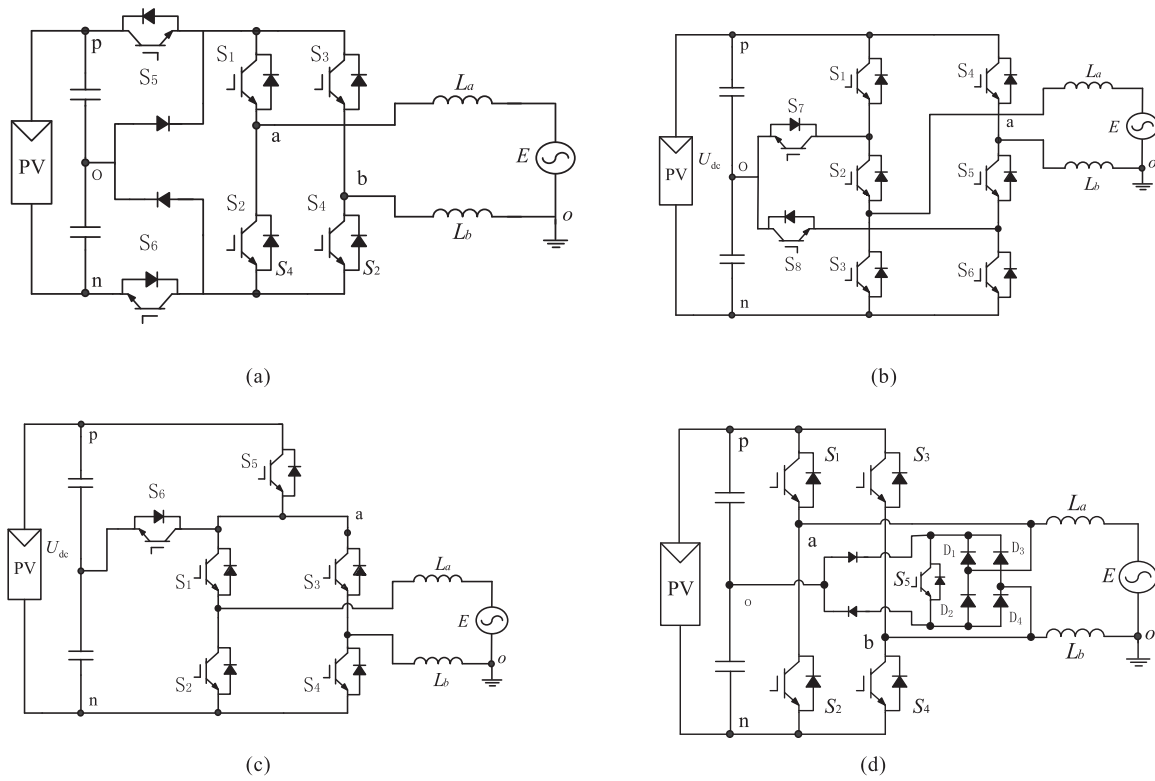 p
S5
S1
S3
La
PV
O
a
E
b
S2
S4
Lb
o
S6
S4
S2
n
(a)
p
S1
S4
La
S7
a
E
PV
Udc
O
S2
S5
Lb
o
S8
S3
S6
n
(b)
p
S5
S6
a
PV
Udc
S1
S3
La
E
o
S2
S4
Lb
n
(c)
p
S1
S3
La
a
D1
D3
PV
S5
E
o
D2
D4
b
o
Lb
n
S2
S4
(d)